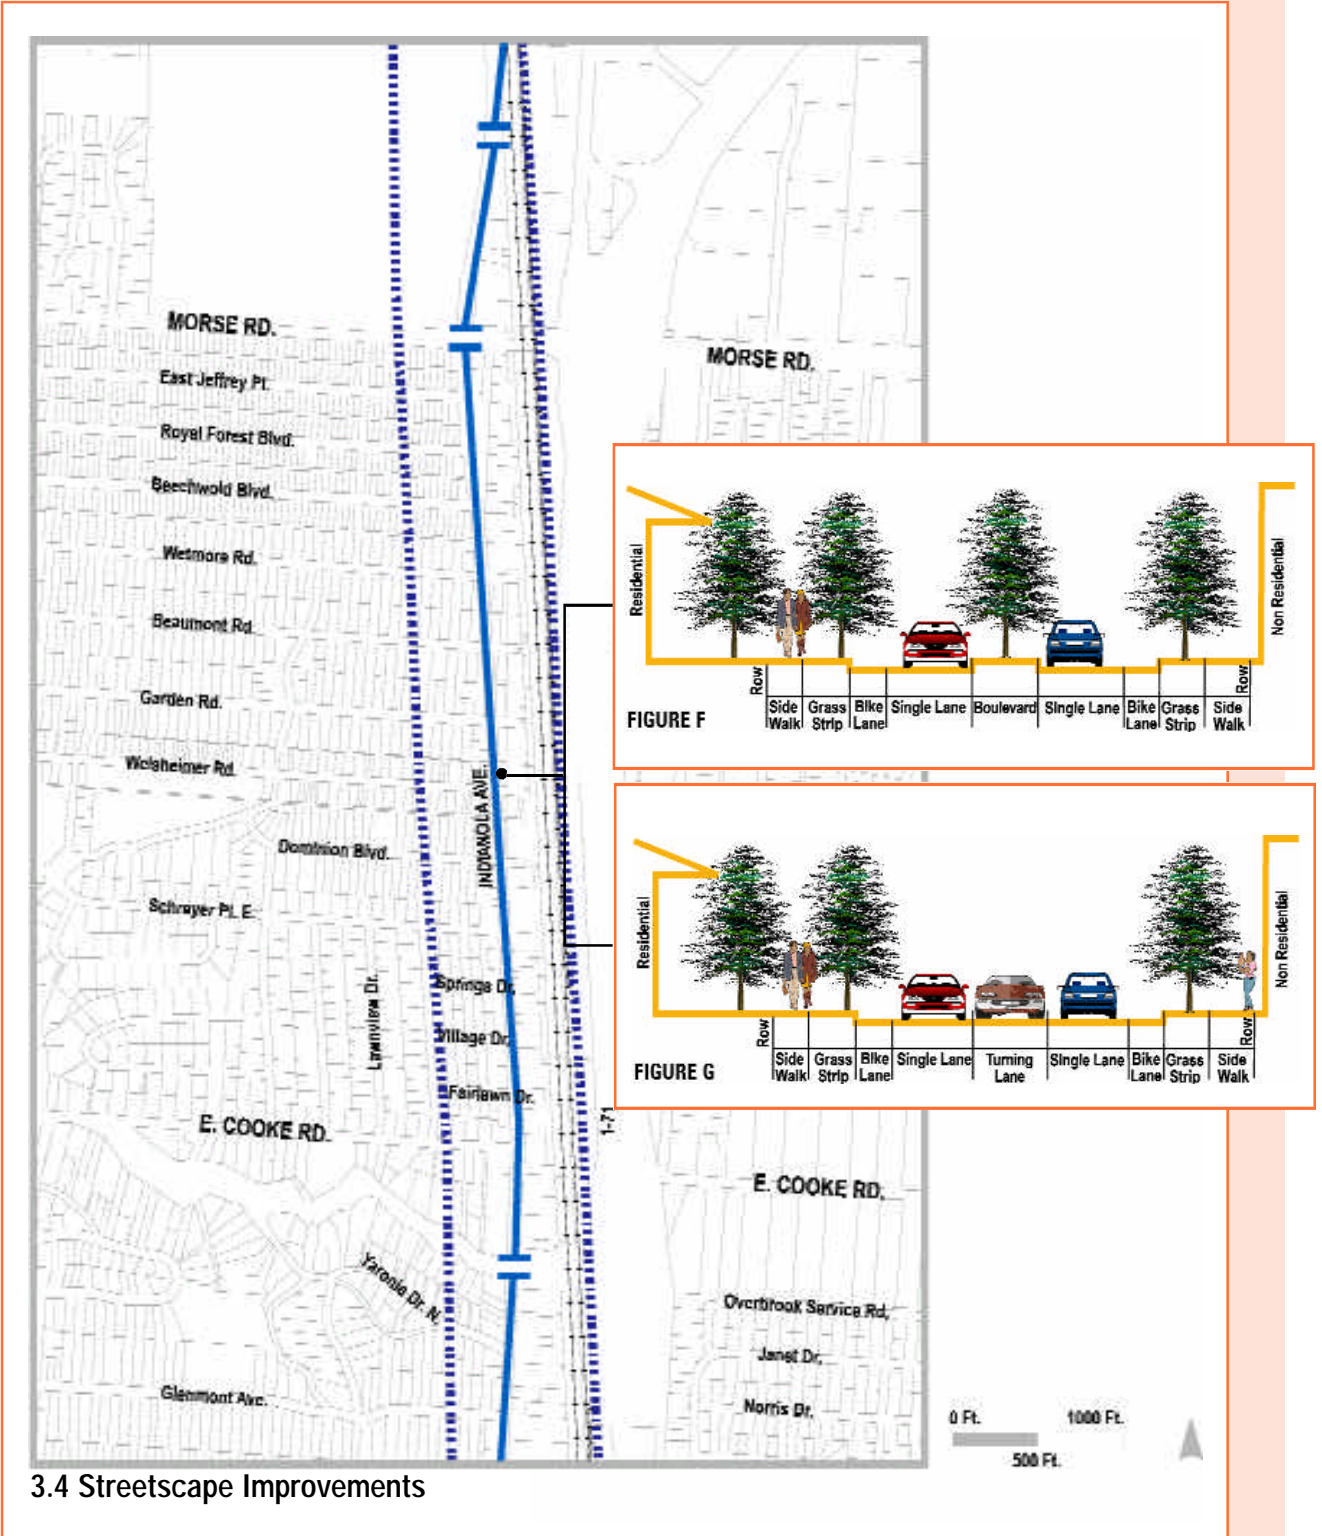 MORSE RD.
MORSE RD.
East Jeffrey Pl.
Royal Forest Blvd.
Beechwold Blvd.
Wetmore Rd.
Beaumont Rd
Garden Rd.
Weisheimer Rd.
INDIANOLA AVE.
Dominion Blvd.
Schreyer Pl. E.
Lawnview Dr.
Springs Dr.
Village Dr.
Fairlawn Dr.
E. COOKE RD.
I-71
E. COOKE RD.
Yaronia Dr. N.
Overbrook Service Rd.
Janet Dr.
Norris Dr.
Glenmont Ave.
Residential
Non Residential
Row
Row
Side Walk
Grass Strip
Bike Lane
Single Lane
Boulevard
Single Lane
Bike Lane
Grass Strip
Side Walk
FIGURE F
Residential
Non Residential
Row
Row
Side Walk
Grass Strip
Bike Lane
Single Lane
Turning Lane
Single Lane
Bike Lane
Grass Strip
Side Walk
FIGURE G
0 Ft.
1000 Ft.
500 Ft.
3.4 Streetscape Improvements